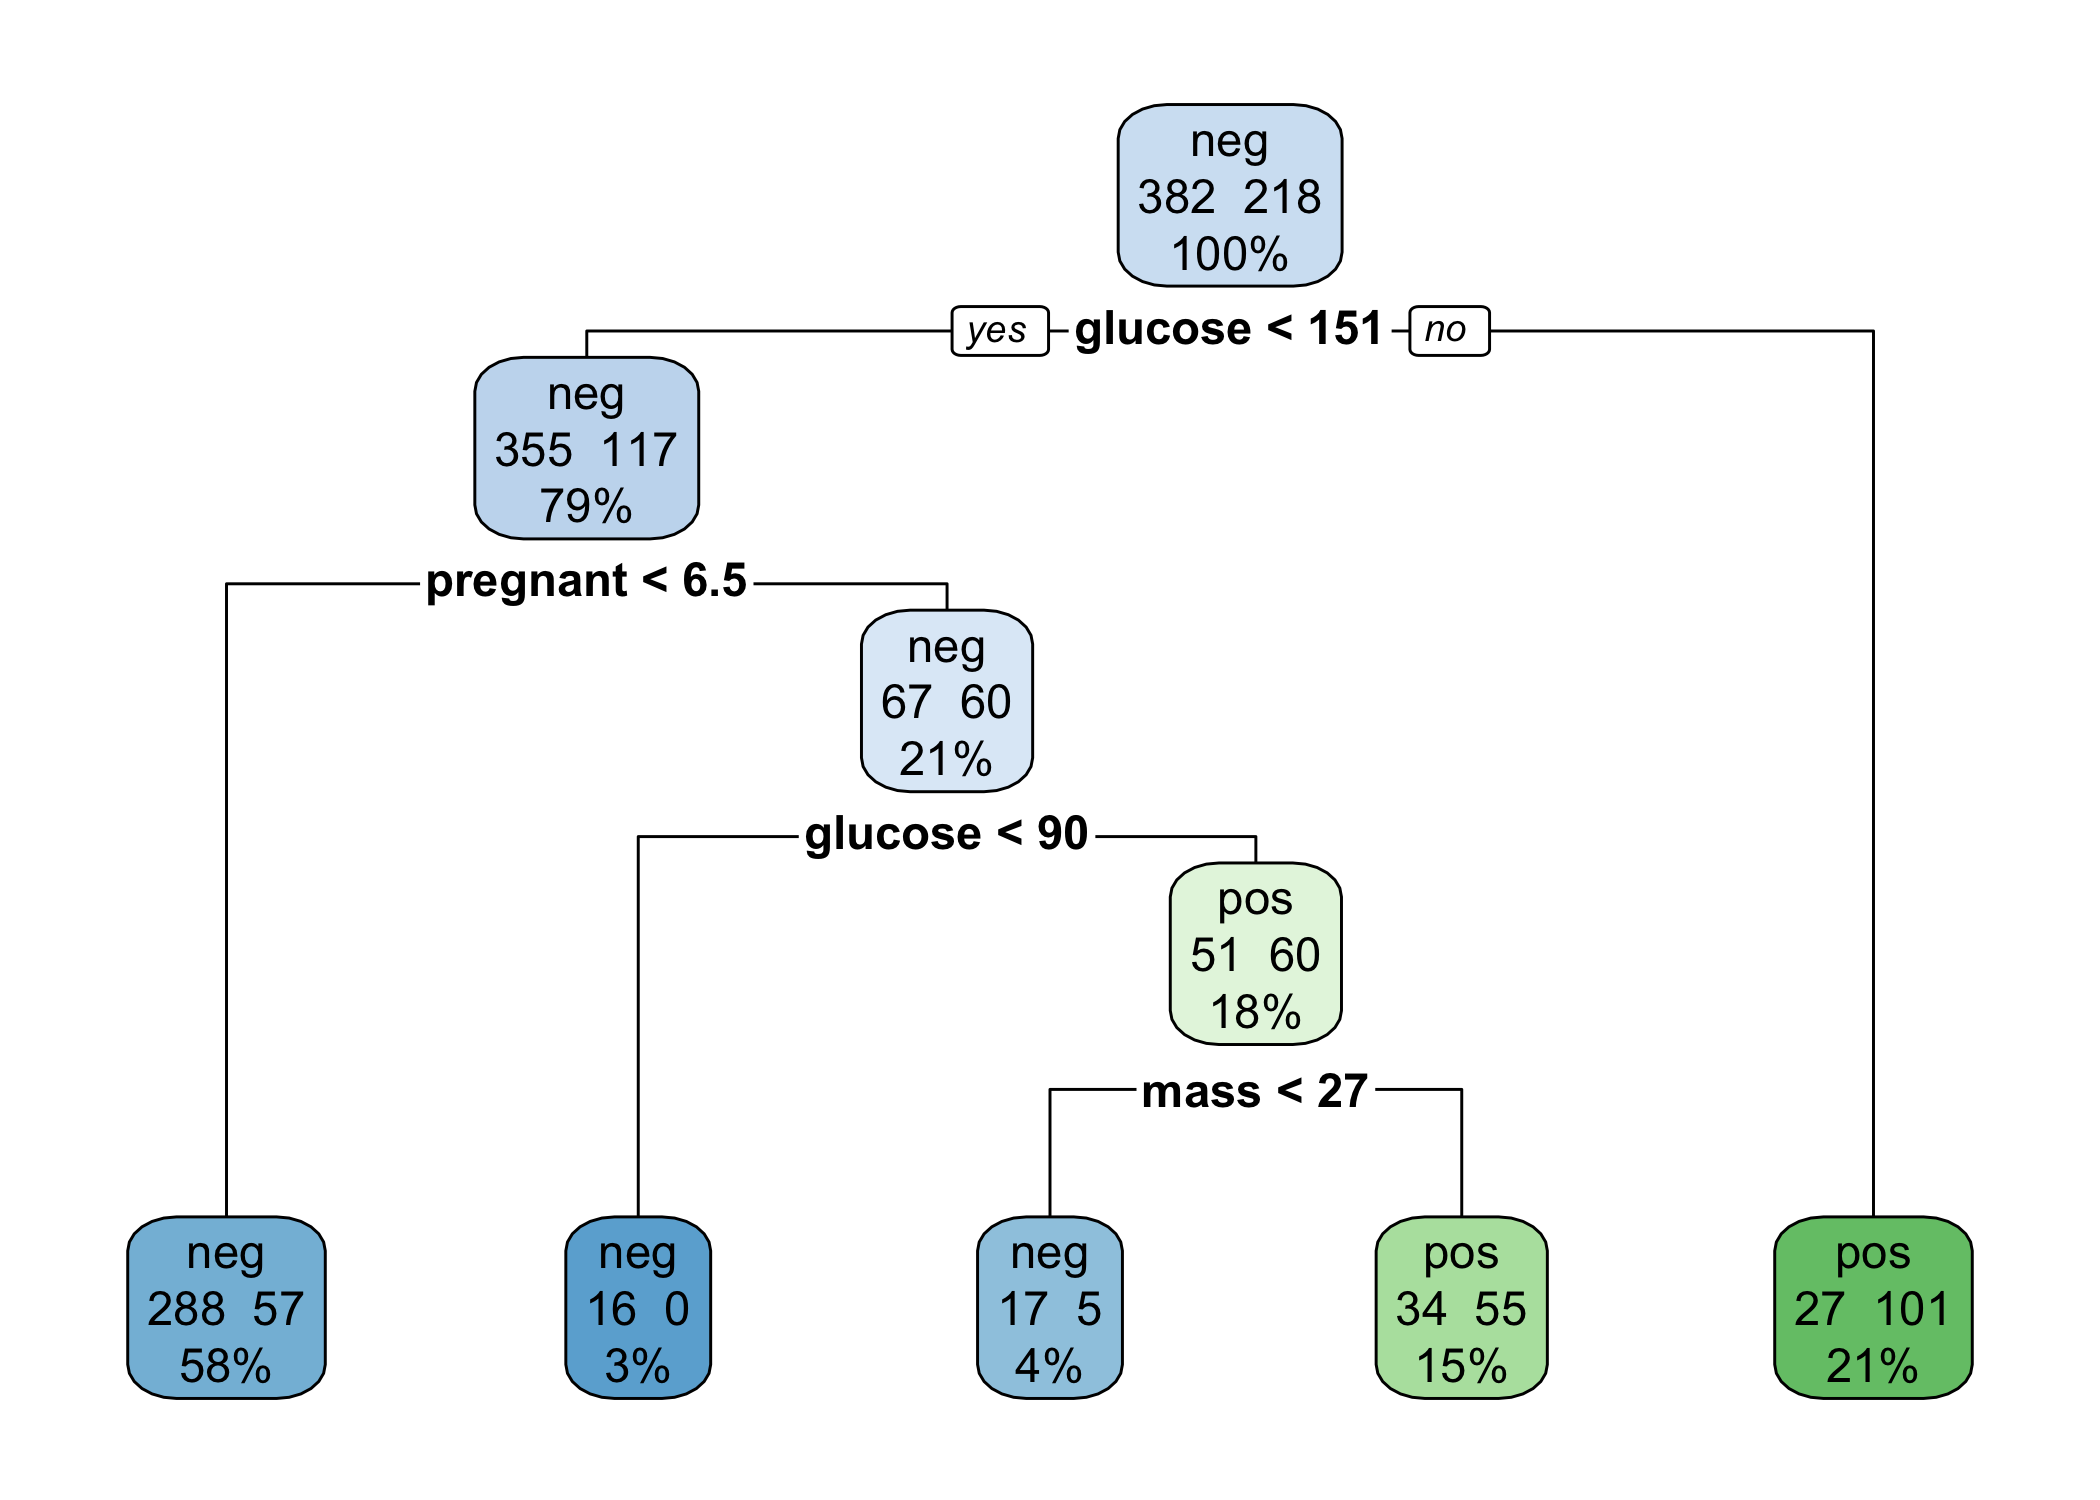 neg
382 218
100%
yes glucose < 151 no
neg
355 117
79%
pregnant < 6.5
neg
67 60
21%
glucose < 90
pos
51 60
18%
mass < 27
neg
288 57
58%
neg
16 0
3%
neg
17 5
4%
pos
34 55
15%
pos
27 101
21%